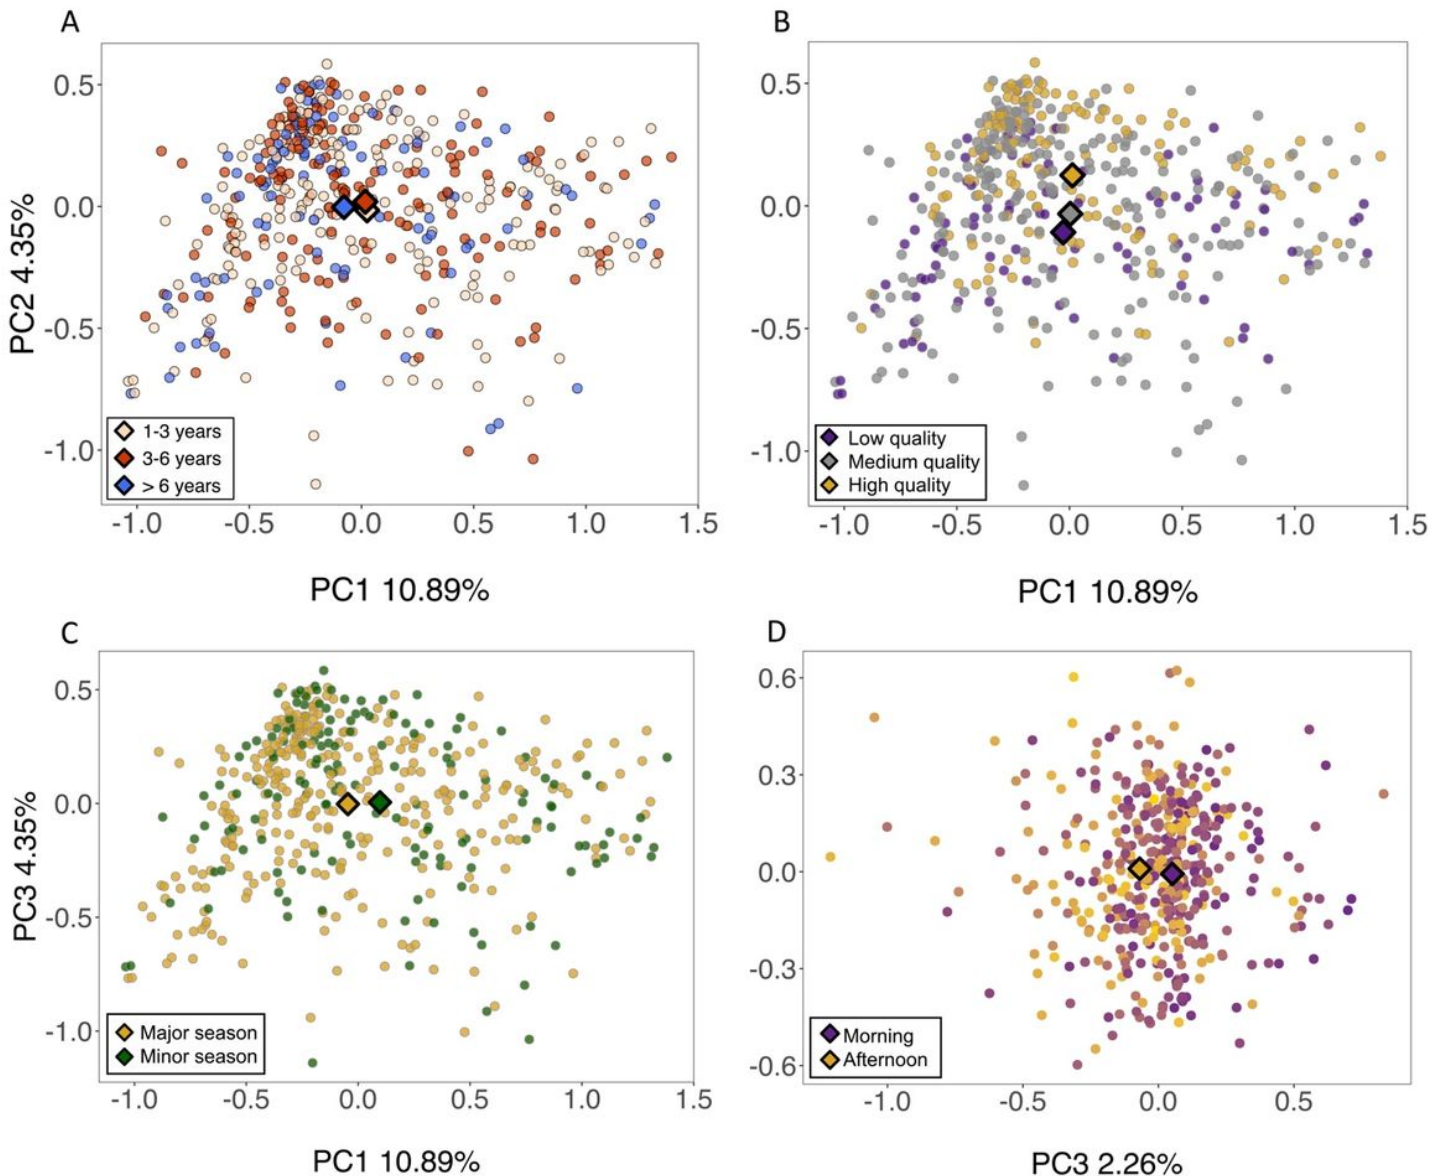 A
0.5
0.0
-0.5
-1.0
PC2 4.35%
1-3 years
3-6 years
> 6 years
-1.0 -0.5 0.0 0.5 1.0 1.5
PC1 10.89%
B
0.5
0.0
-0.5
-1.0
Low quality
Medium quality
High quality
-1.0 -0.5 0.0 0.5 1.0 1.5
PC1 10.89%
C
0.5
0.0
-0.5
-1.0
PC3 4.35%
Major season
Minor season
-1.0 -0.5 0.0 0.5 1.0 1.5
PC1 10.89%
D
0.6
0.3
0.0
-0.3
-0.6
Morning
Afternoon
-1.0 -0.5 0.0 0.5
PC3 2.26%